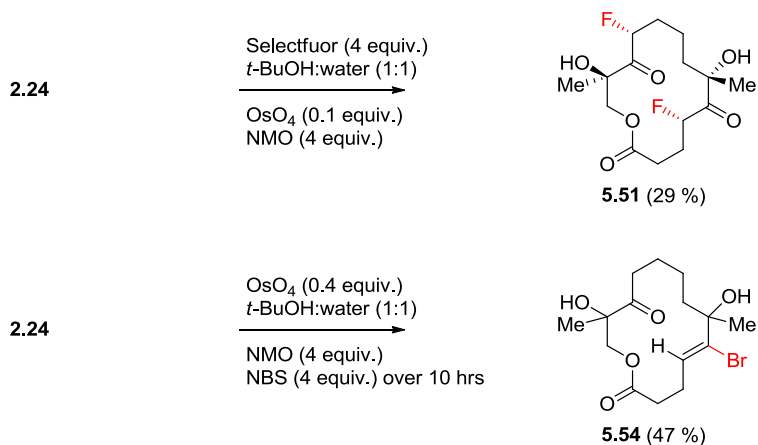 2.24
Selectfuor (4 equiv.)
t-BuOH:water (1:1)
OsO4 (0.1 equiv.)
NMO (4 equiv.)
F
HO
Me
O
O
O
F
OH
Me
O
5.51 (29 %)
2.24
OsO4 (0.4 equiv.)
t-BuOH:water (1:1)
NMO (4 equiv.)
NBS (4 equiv.) over 10 hrs
HO
Me
O
O
O
H
OH
Me
Br
5.54 (47 %)